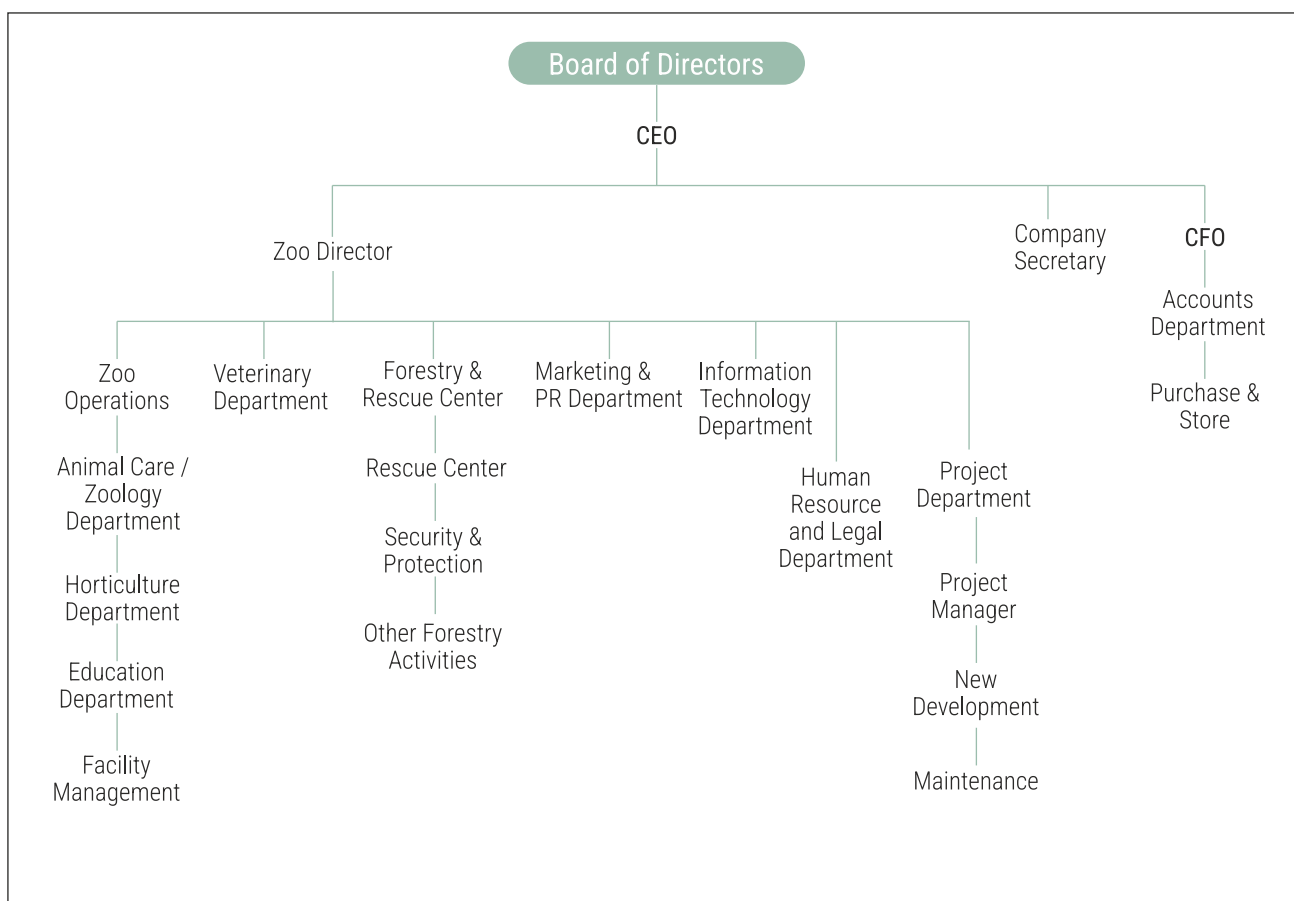 Board of Directors
CEO
Zoo Director
Company
Secretary
CFO
Accounts
Department
Purchase &
Store
Zoo
Operations
Animal Care /
Zoology
Department
Horticulture
Department
Education
Department
Facility
Management
Veterinary
Department
Forestry &
Rescue Center
Rescue Center
Security &
Protection
Other Forestry
Activities
Marketing &
PR Department
Information
Technology
Department
Human
Resource
and Legal
Department
Project
Department
Project
Manager
New
Development
Maintenance